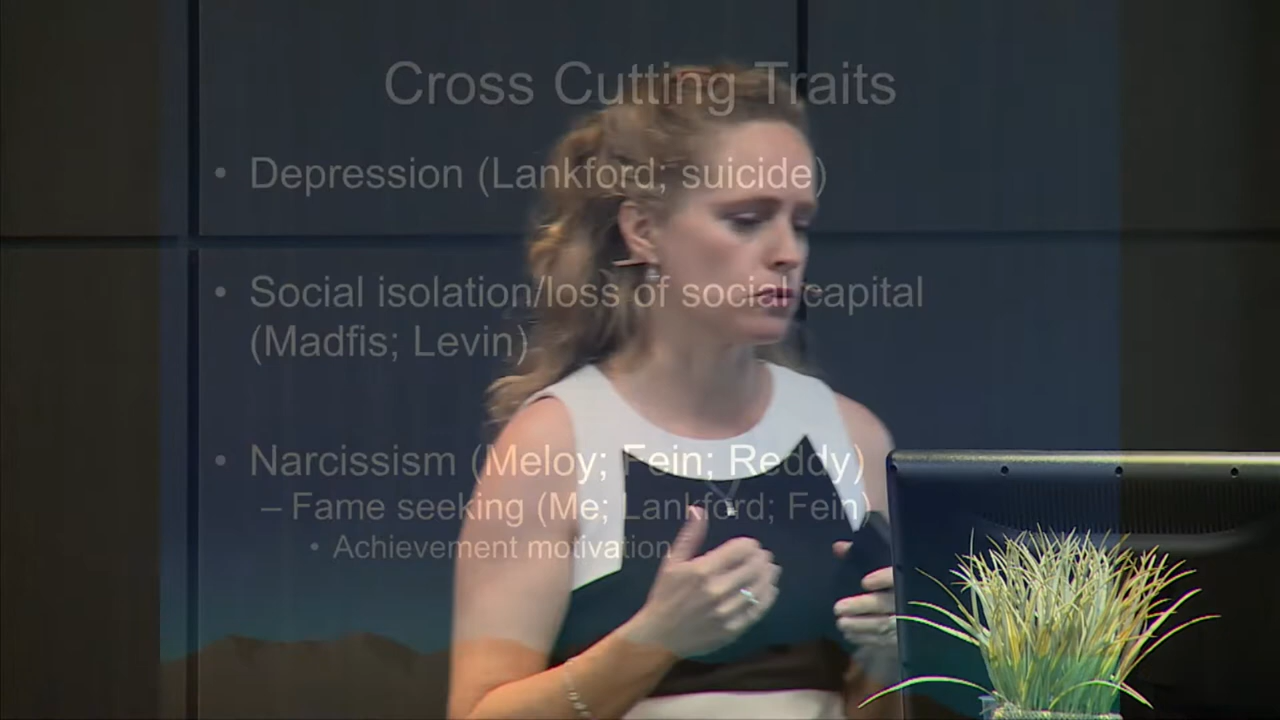 Cross Cutting Traits
• Depression (Lankford; suicide)
• Social isolation/loss of social capital
(Madfis; Levin)
• Narcissism (Meloy; Fein; Reddy)
– Fame seeking (Me; Lankford; Fein)
• Achievement motivation